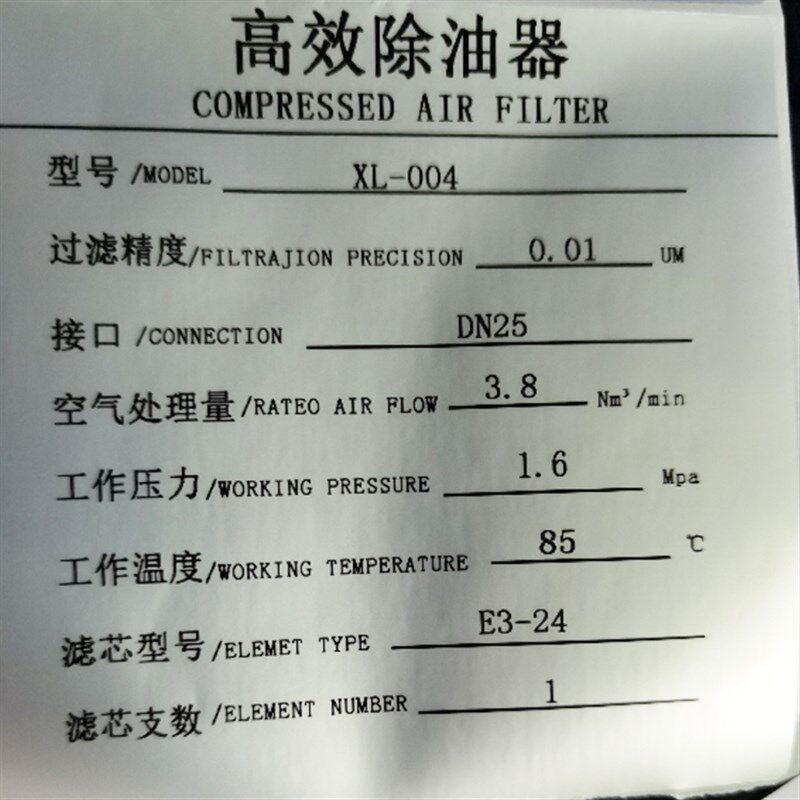 高效除油器
COMPRESSED AIR FILTER
型号/MODEL XL-004
过滤精度/FILTRAJION PRECISION 0.01 UM
接口/CONNECTION DN25
空气处理量/RATEO AIR FLOW 3.8 Nm³/min
工作压力/WORKING PRESSURE 1.6 Mpa
工作温度/WORKING TEMPERATURE 85 ℃
滤芯型号/ELEMET TYPE E3-24
滤芯支数/ELEMENT NUMBER 1